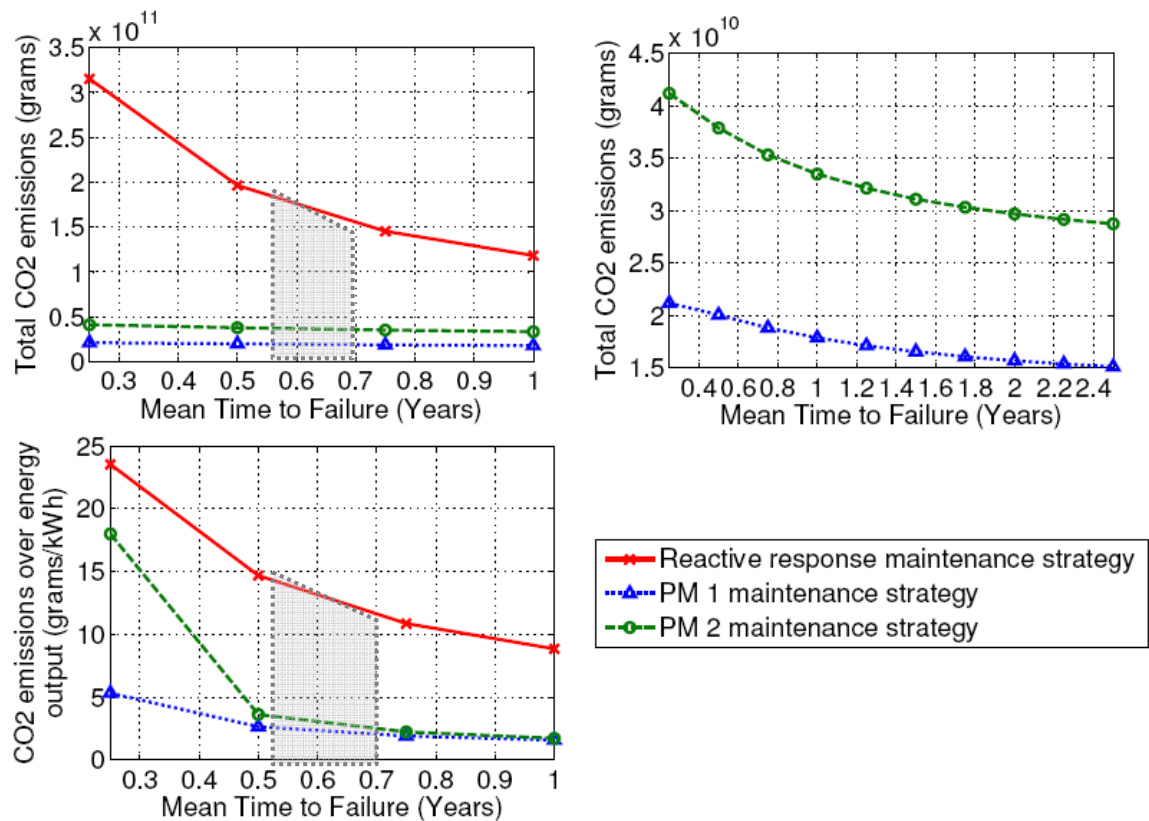 x 10^11
Total CO2 emissions (grams)
3.5
3
2.5
2
1.5
1
0.5
0
0.3 0.4 0.5 0.6 0.7 0.8 0.9 1
Mean Time to Failure (Years)
x 10^10
Total CO2 emissions (grams)
4.5
4
3.5
3
2.5
2
1.5
0.4 0.6 0.8 1 1.2 1.4 1.6 1.8 2 2.22 2.4
Mean Time to Failure (Years)
CO2 emissions over energy
output (grams/kWh)
25
20
15
10
5
0
0.3 0.4 0.5 0.6 0.7 0.8 0.9 1
Mean Time to Failure (Years)
Reactive response maintenance strategy
PM 1 maintenance strategy
PM 2 maintenance strategy